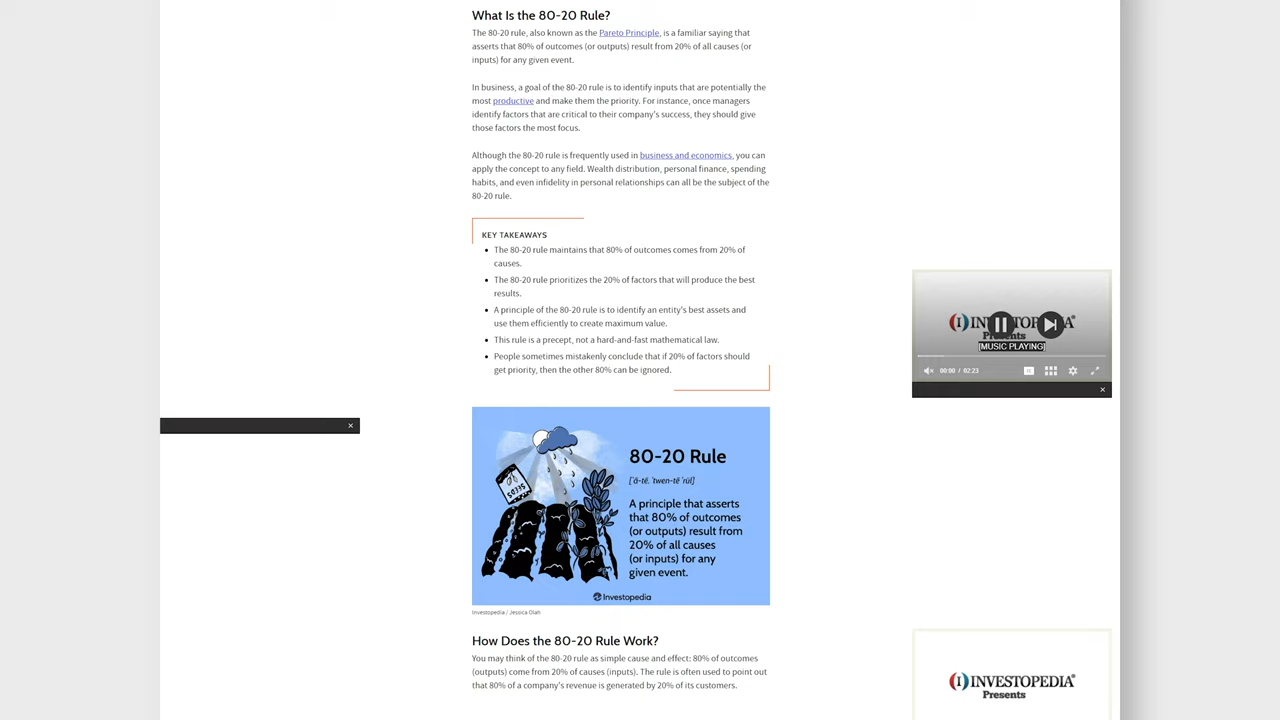 What Is the 80-20 Rule?
The 80-20 rule, also known as the Pareto Principle, is a familiar saying that
asserts that 80% of outcomes (or outputs) result from 20% of all causes (or
inputs) for any given event.
In business, a goal of the 80-20 rule is to identify inputs that are potentially the
most productive and make them the priority. For instance, once managers
identify factors that are critical to their company's success, they should give
those factors the most focus.
Although the 80-20 rule is frequently used in business and economics, you can
apply the concept to any field. Wealth distribution, personal finance, spending
habits, and even infidelity in personal relationships can all be the subject of the
80-20 rule.
KEY TAKEAWAYS
The 80-20 rule maintains that 80% of outcomes comes from 20% of
causes.
The 80-20 rule prioritizes the 20% of factors that will produce the best
results.
A principle of the 80-20 rule is to identify an entity's best assets and
use them efficiently to create maximum value.
This rule is a precept, not a hard-and-fast mathematical law.
People sometimes mistakenly conclude that if 20% of factors should
get priority, then the other 80% can be ignored.
INVESTOPEDIA
Presents
[MUSIC PLAYING]
00:00 / 02:23
SEEDS
80-20 Rule
['ā-tē, 'twen-tē 'rül]
A principle that asserts
that 80% of outcomes
(or outputs) result from
20% of all causes
(or inputs) for any
given event.
Investopedia
Investopedia / Jessica Olah
How Does the 80-20 Rule Work?
You may think of the 80-20 rule as simple cause and effect: 80% of outcomes
(outputs) come from 20% of causes (inputs). The rule is often used to point out
that 80% of a company's revenue is generated by 20% of its customers.
INVESTOPEDIA
Presents